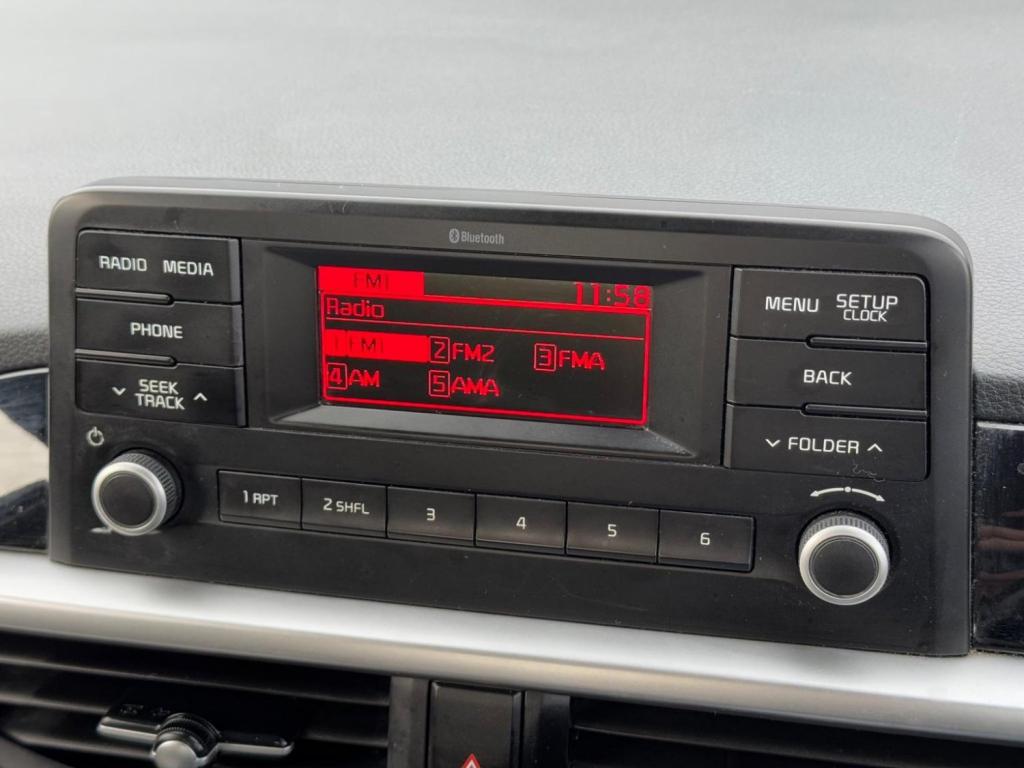 Bluetooth
RADIO MEDIA
PHONE
SEEK
TRACK
FM1 11:58
Radio
1 FM1 2 FM2 3 FMA
4 AM 5 AMA
MENU SETUP
CLOCK
BACK
FOLDER
1 RPT 2 SHFL 3 4 5 6